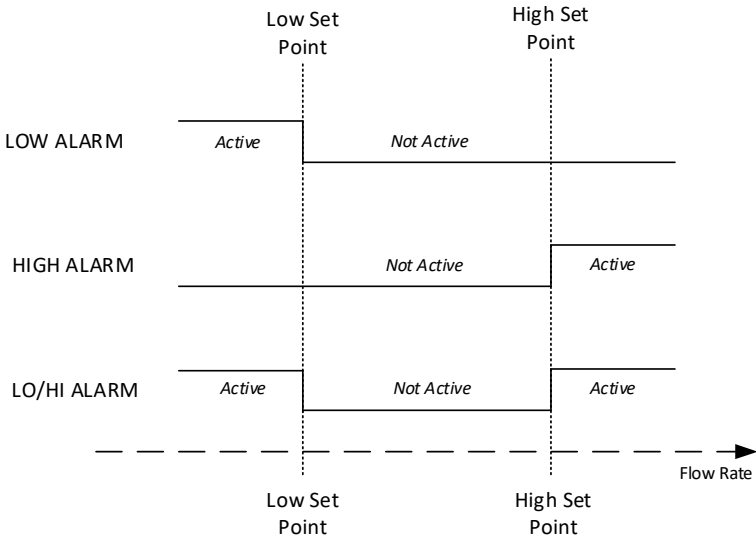 Low Set
Point
High Set
Point
LOW ALARM
Active
Not Active
HIGH ALARM
Not Active
Active
LO/HI ALARM
Active
Not Active
Active
Flow Rate
Low Set
Point
High Set
Point